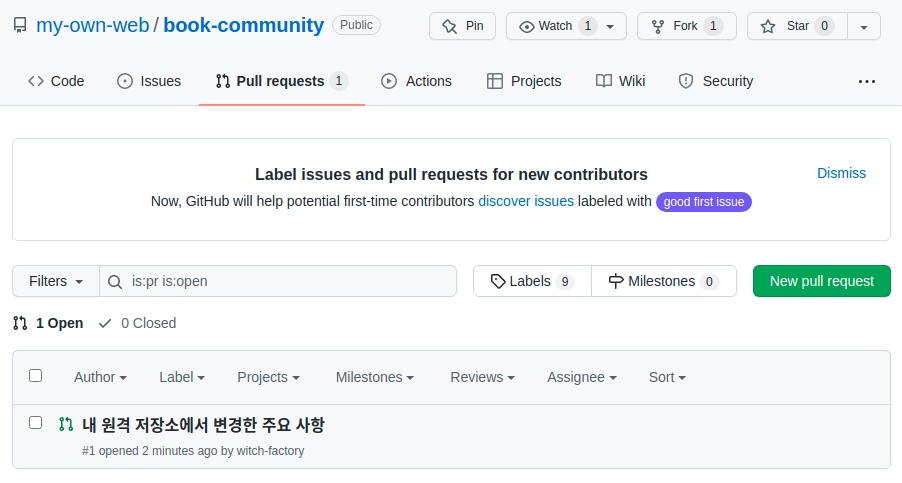 my-own-web / book-community Public Pin Watch 1 Fork 1 Star 0
Code Issues Pull requests 1 Actions Projects Wiki Security
Label issues and pull requests for new contributors
Dismiss
Now, GitHub will help potential first-time contributors discover issues labeled with good first issue
Filters is:pr is:open Labels 9 Milestones 0 New pull request
1 Open 0 Closed
Author Label Projects Milestones Reviews Assignee Sort
내 원격 저장소에서 변경한 주요 사항
#1 opened 2 minutes ago by witch-factory